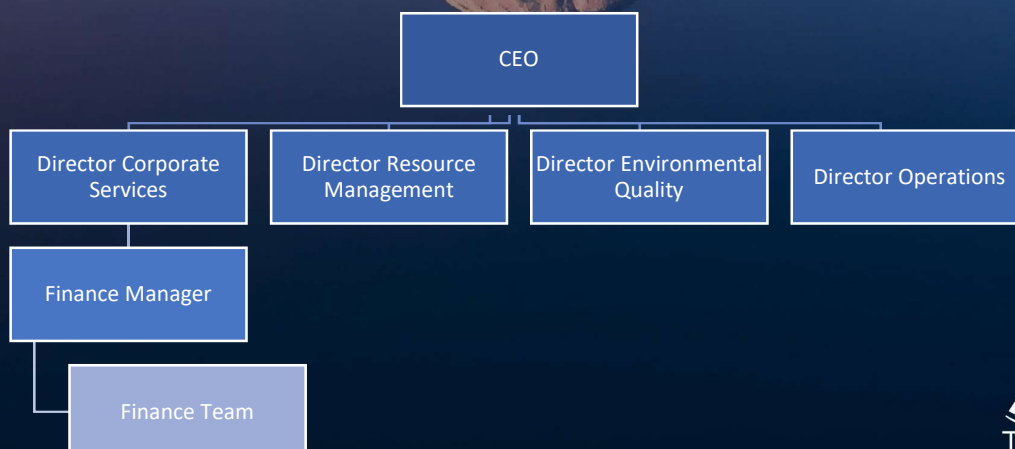 CEO
Director Corporate
Services
Director Resource
Management
Director Environmental
Quality
Director Operations
Finance Manager
Finance Team